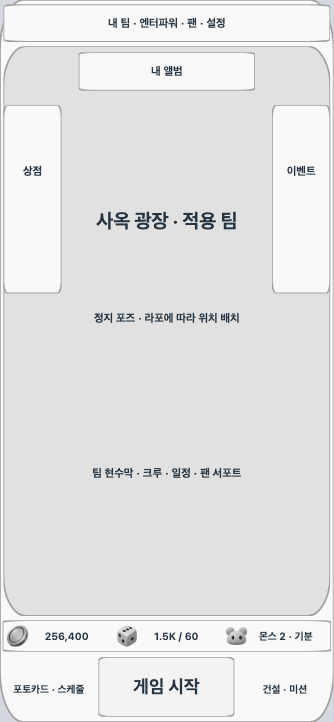 내 팀 · 엔터파워 · 팬 · 설정
내 앨범
상점
이벤트
사옥 광장 · 적용 팀
정지 포즈 · 라포에 따라 위치 배치
팀 현수막 · 크루 · 일정 · 팬 서포트
256,400
1.5K / 60
몬스 2 · 기분
포토카드 · 스케줄
게임 시작
건설 · 미션